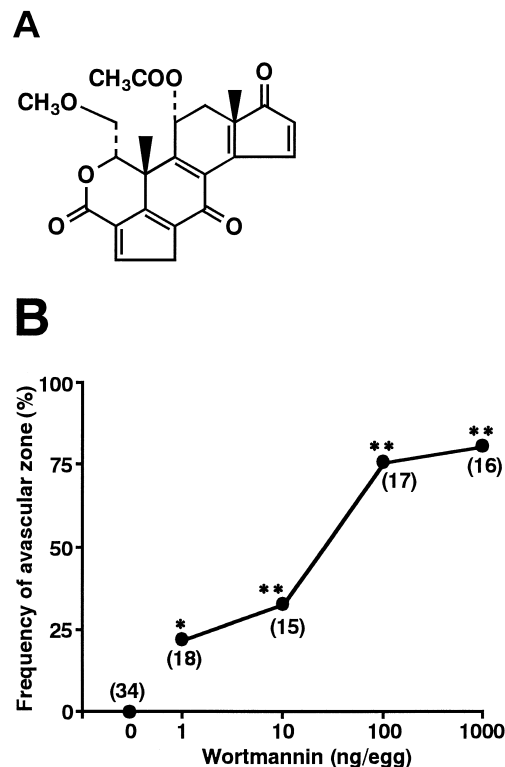 A
CH₃COO
O
CH₃O
O
O
O
B
Frequency of avascular zone (%)
100
75
50
25
0
(34)
*
(18)
**
(15)
**
(17)
**
(16)
0 1 10 100 1000
Wortmannin (ng/egg)